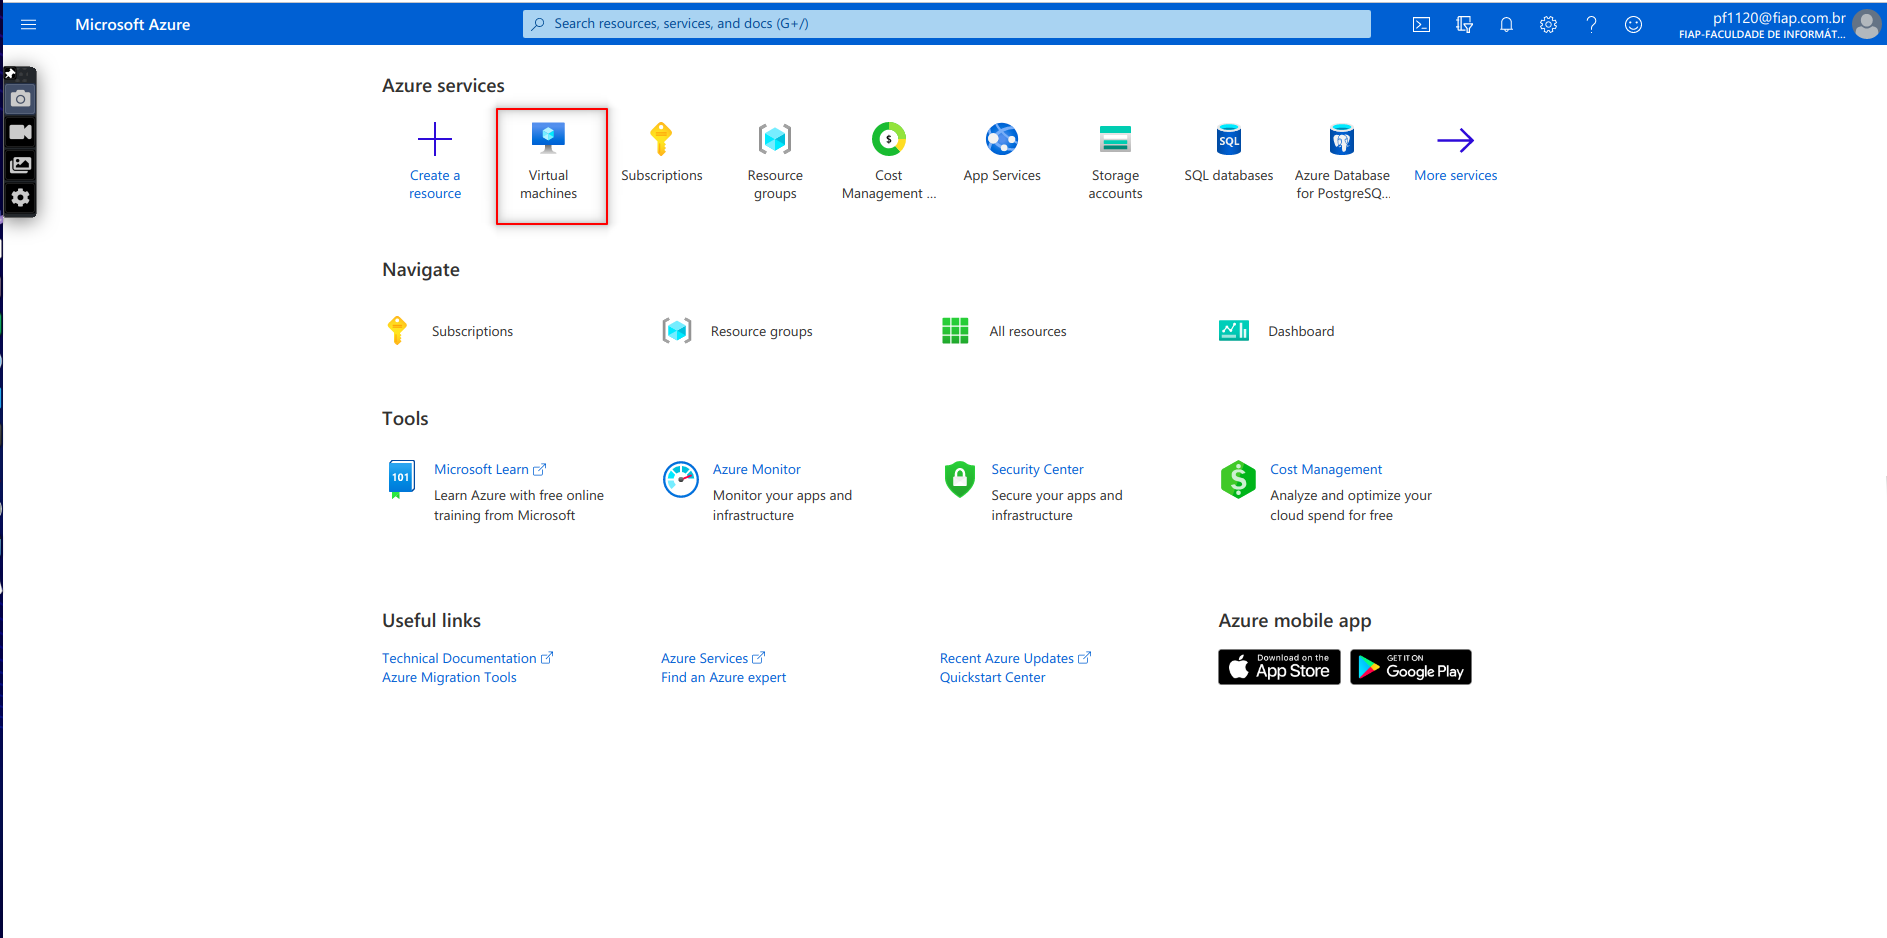 Microsoft Azure
Search resources, services, and docs (G+/)
pf1120@fiap.com.br
FIAP-FACULDADE DE INFORMÁT...
Azure services
Create a
resource
Virtual
machines
Subscriptions
Resource
groups
Cost
Management ...
$
App Services
Storage
accounts
SQL
SQL databases
Azure Database
for PostgreSQ...
More services
Navigate
Subscriptions
Resource groups
All resources
Dashboard
Tools
101
Microsoft Learn
Learn Azure with free online
training from Microsoft
Azure Monitor
Monitor your apps and
infrastructure
Security Center
Secure your apps and
infrastructure
$
Cost Management
Analyze and optimize your
cloud spend for free
Useful links
Technical Documentation
Azure Migration Tools
Azure Services
Find an Azure expert
Recent Azure Updates
Quickstart Center
Azure mobile app
Download on the
App Store
GET IT ON
Google Play